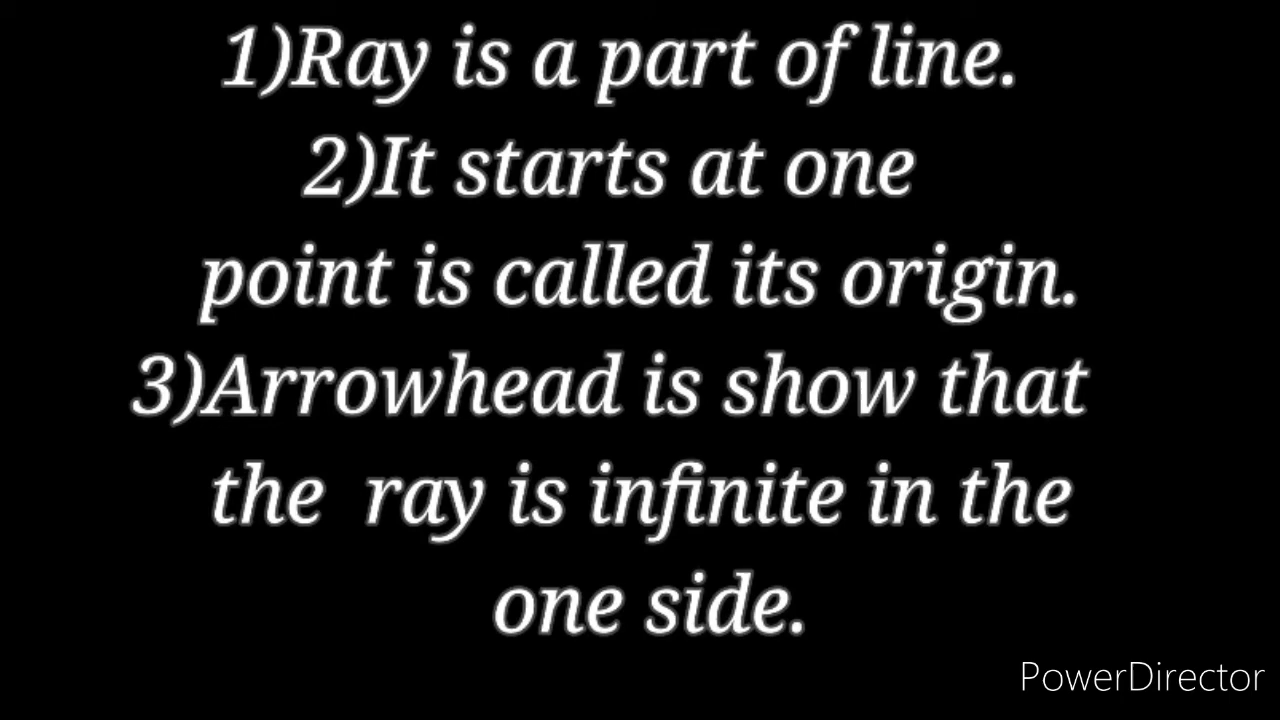 1)Ray is a part of line.
2)It starts at one
point is called its origin.
3)Arrowhead is show that
the  ray is infinite in the
one side.
PowerDirector